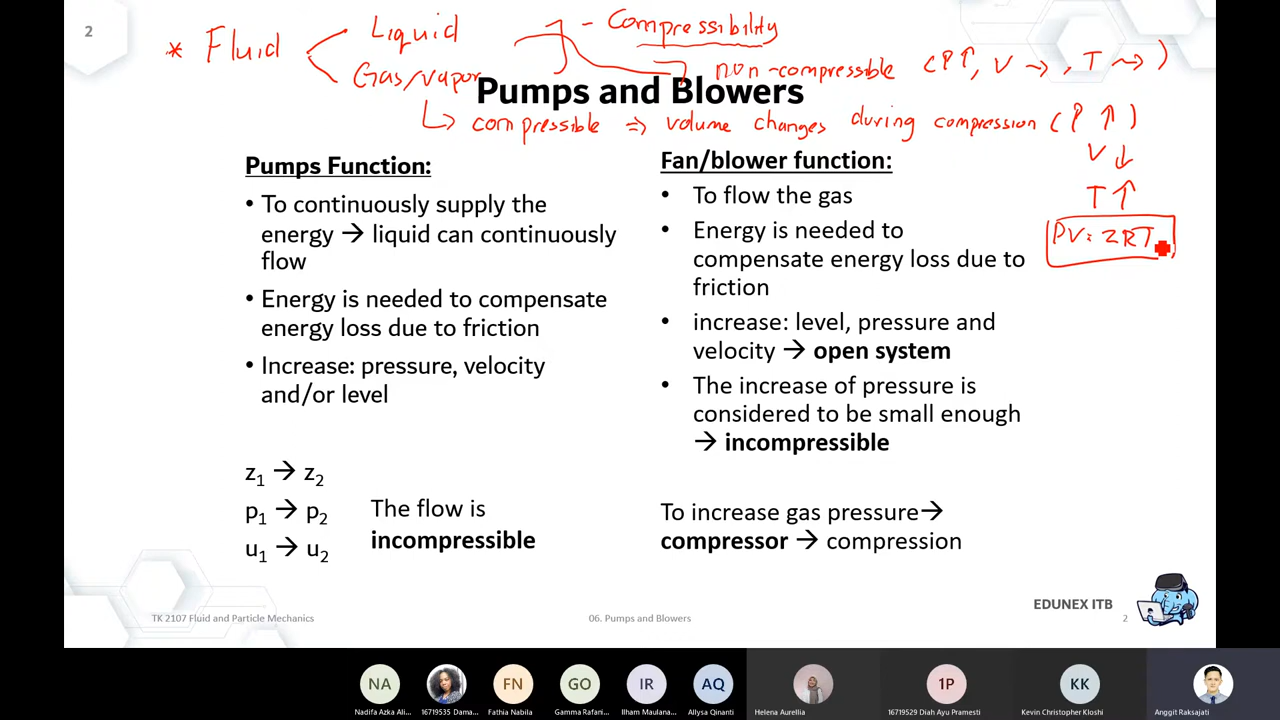 2
* Fluid
Liquid
Gas/vapor
- Compressibility
non-compressible (P↑, V →, T ⇝)
Pumps and Blowers
↳ compressible ⇒ volume changes during compression (P ↑)
V ↓
T ↑
PV = ZRT
Pumps Function:
• To continuously supply the
energy → liquid can continuously
flow
• Energy is needed to compensate
energy loss due to friction
• Increase: pressure, velocity
and/or level
z1 → z2
p1 → p2
u1 → u2
The flow is
incompressible
Fan/blower function:
• To flow the gas
• Energy is needed to
compensate energy loss due to
friction
• increase: level, pressure and
velocity → open system
• The increase of pressure is
considered to be small enough
→ incompressible
To increase gas pressure→
compressor → compression
EDUNEX ITB
TK 2107 Fluid and Particle Mechanics
06. Pumps and Blowers
2
NA
FN
GO
IR
AQ
1P
KK
Nadifa Azka Ali...
16719535 Dama...
Fathia Nabila
Gamma Rafani...
Ilham Maulana...
Allysa Qinanti
Helena Aurellia
16719529 Diah Ayu Pramesti
Kevin Christopher Kloshi
Anggit Raksajati